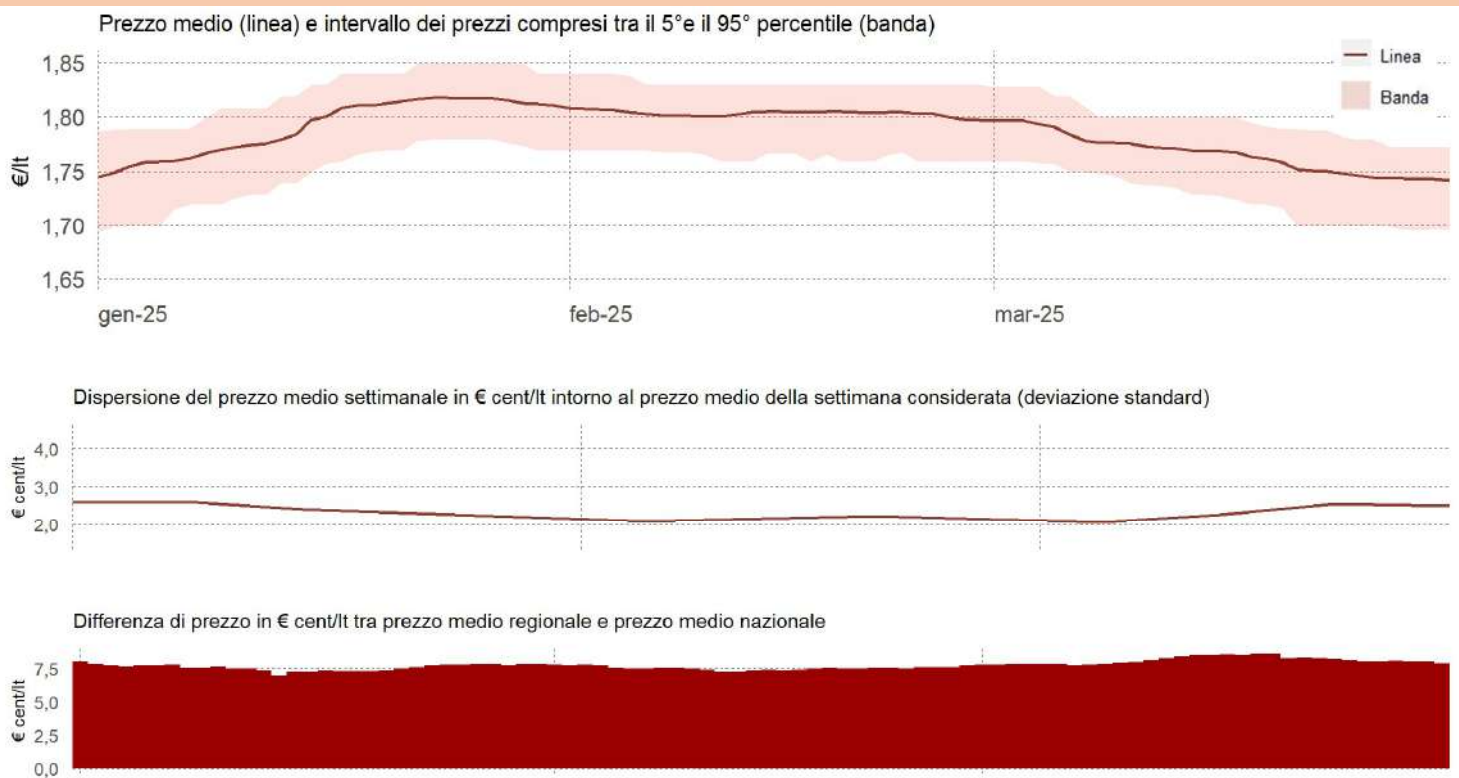 Prezzo medio (linea) e intervallo dei prezzi compresi tra il 5°e il 95° percentile (banda)
Linea
Banda
€/lt
1,85
1,80
1,75
1,70
1,65
gen-25 feb-25 mar-25
Dispersione del prezzo medio settimanale in € cent/lt intorno al prezzo medio della settimana considerata (deviazione standard)
€ cent/lt
4,0
3,0
2,0
Differenza di prezzo in € cent/lt tra prezzo medio regionale e prezzo medio nazionale
€ cent/lt
7,5
5,0
2,5
0,0